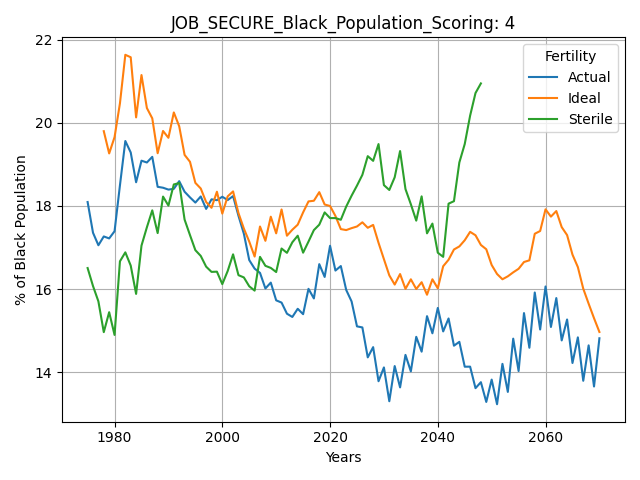 JOB_SECURE_Black_Population_Scoring: 4
Fertility
Actual
Ideal
Sterile
% of Black Population
22
20
18
16
14
1980
2000
2020
2040
2060
Years